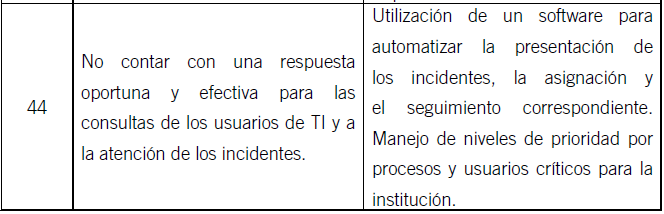 44
No contar con una respuesta
oportuna y efectiva para las
consultas de los usuarios de TI y a
la atención de los incidentes.
Utilización de un software para
automatizar la presentación de
los incidentes, la asignación y
el seguimiento correspondiente.
Manejo de niveles de prioridad por
procesos y usuarios críticos para la
institución.